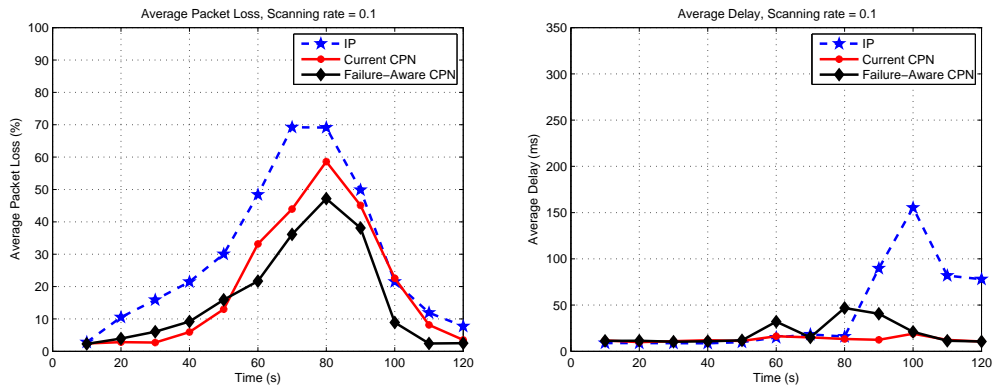 Average Packet Loss, Scanning rate = 0.1
100
90
80
70
60
50
40
30
20
10
0
Average Packet Loss (%)
IP
Current CPN
Failure−Aware CPN
0 20 40 60 80 100 120
Time (s)
Average Delay, Scanning rate = 0.1
350
300
250
200
150
100
50
0
Average Delay (ms)
IP
Current CPN
Failure−Aware CPN
0 20 40 60 80 100 120
Time (s)